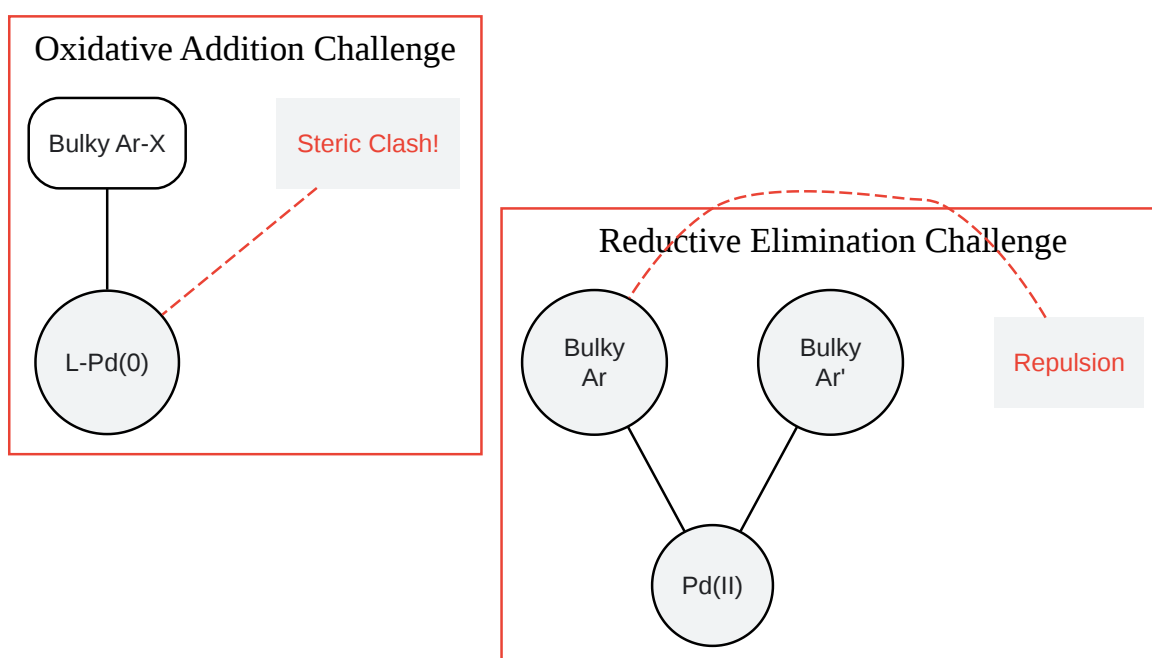 Oxidative Addition Challenge
Bulky Ar-X
Steric Clash!
L-Pd(0)
Reductive Elimination Challenge
Bulky
Ar
Bulky
Ar'
Repulsion
Pd(II)